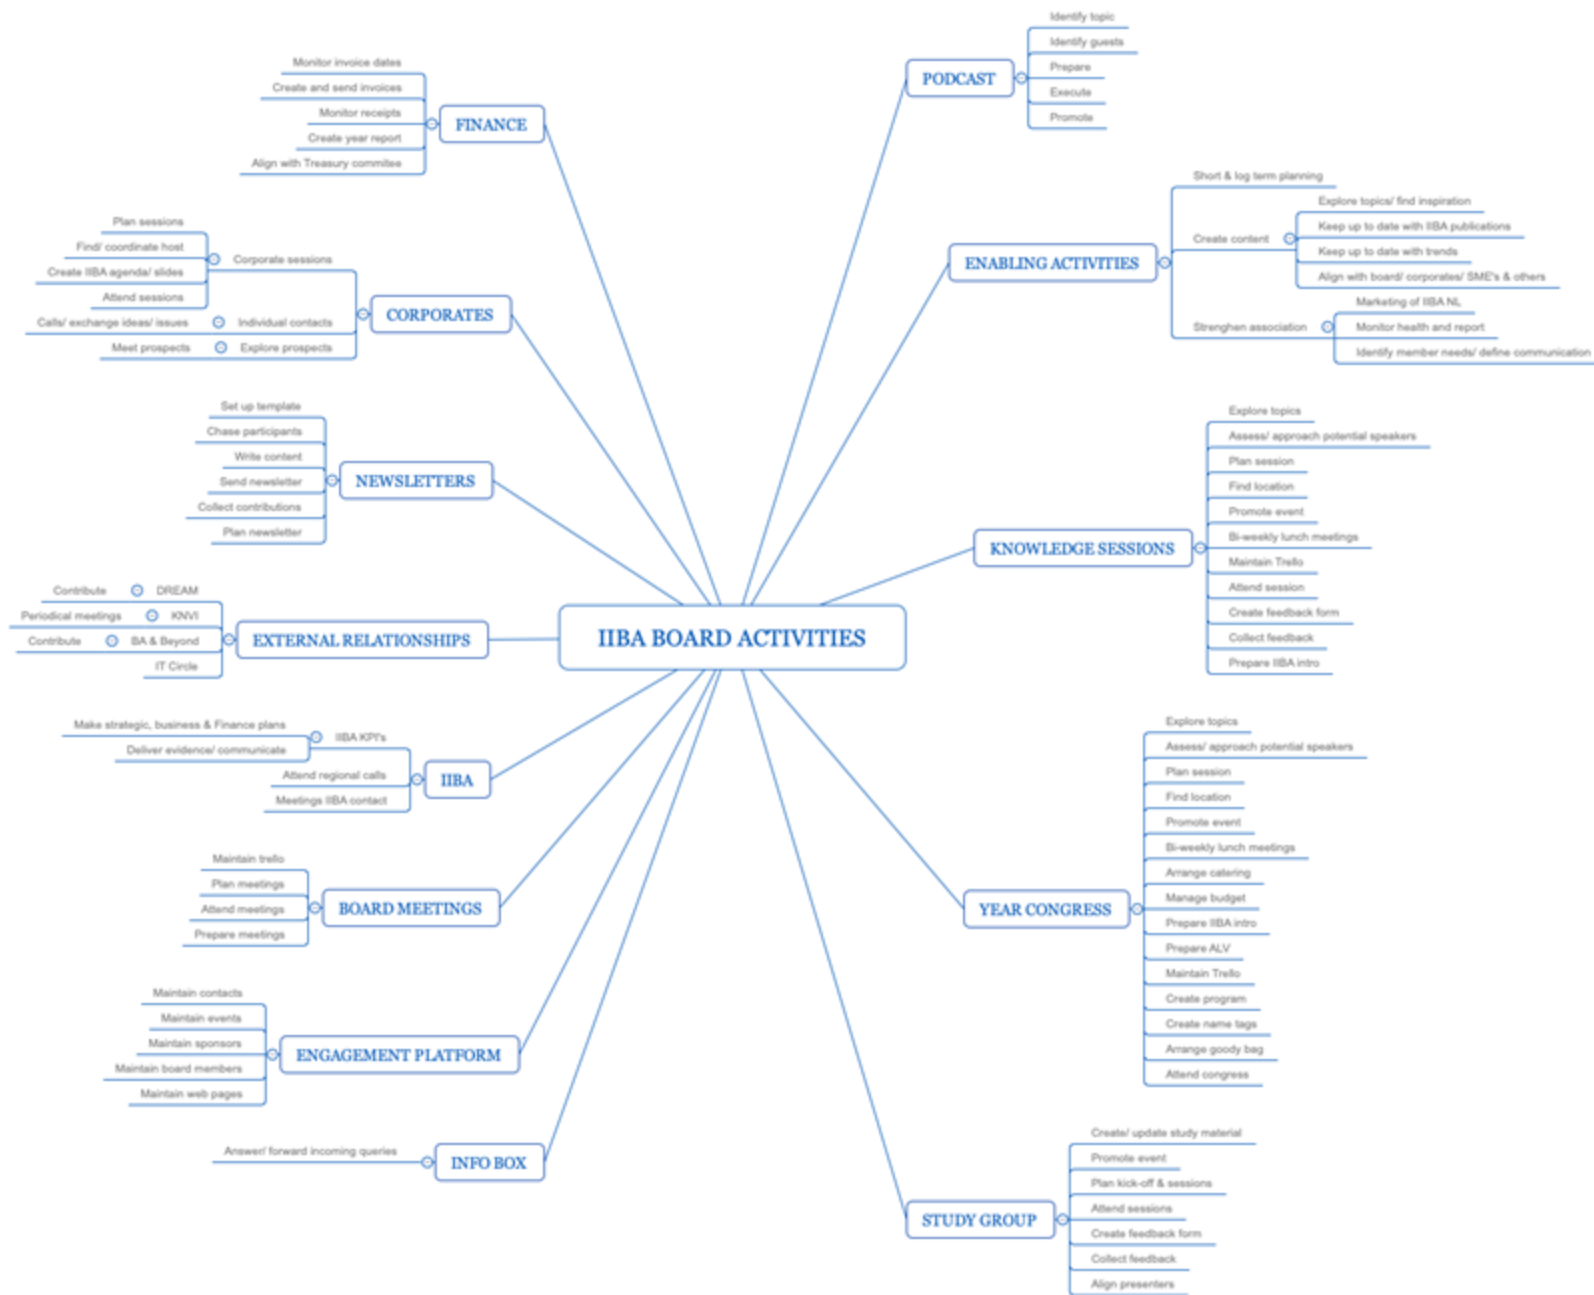 IIBA BOARD ACTIVITIES
FINANCE
Monitor invoice dates
Create and send invoices
Monitor receipts
Create year report
Align with Treasury commitee
CORPORATES
Corporate sessions
Plan sessions
Find/ coordinate host
Create IIBA agenda/ slides
Attend sessions
Individual contacts
Calls/ exchange ideas/ issues
Explore prospects
Meet prospects
NEWSLETTERS
Set up template
Chase participants
Write content
Send newsletter
Collect contributions
Plan newsletter
EXTERNAL RELATIONSHIPS
DREAM
Contribute
KNVI
Periodical meetings
BA & Beyond
Contribute
IT Circle
IIBA
IIBA KPI's
Make strategic, business & Finance plans
Deliver evidence/ communicate
Attend regional calls
Meetings IIBA contact
BOARD MEETINGS
Maintain trello
Plan meetings
Attend meetings
Prepare meetings
ENGAGEMENT PLATFORM
Maintain contacts
Maintain events
Maintain sponsors
Maintain board members
Maintain web pages
INFO BOX
Answer/ forward incoming queries
PODCAST
Identify topic
Identify guests
Prepare
Execute
Promote
ENABLING ACTIVITIES
Short & log term planning
Create content
Explore topics/ find inspiration
Keep up to date with IIBA publications
Keep up to date with trends
Align with board/ corporates/ SME's & others
Strenghen association
Marketing of IIBA NL
Monitor health and report
Identify member needs/ define communication
KNOWLEDGE SESSIONS
Explore topics
Assess/ approach potential speakers
Plan session
Find location
Promote event
Bi-weekly lunch meetings
Maintain Trello
Attend session
Create feedback form
Collect feedback
Prepare IIBA intro
YEAR CONGRESS
Explore topics
Assess/ approach potential speakers
Plan session
Find location
Promote event
Bi-weekly lunch meetings
Arrange catering
Manage budget
Prepare IIBA intro
Prepare ALV
Maintain Trello
Create program
Create name tags
Arrange goody bag
Attend congress
STUDY GROUP
Create/ update study material
Promote event
Plan kick-off & sessions
Attend sessions
Create feedback form
Collect feedback
Align presenters